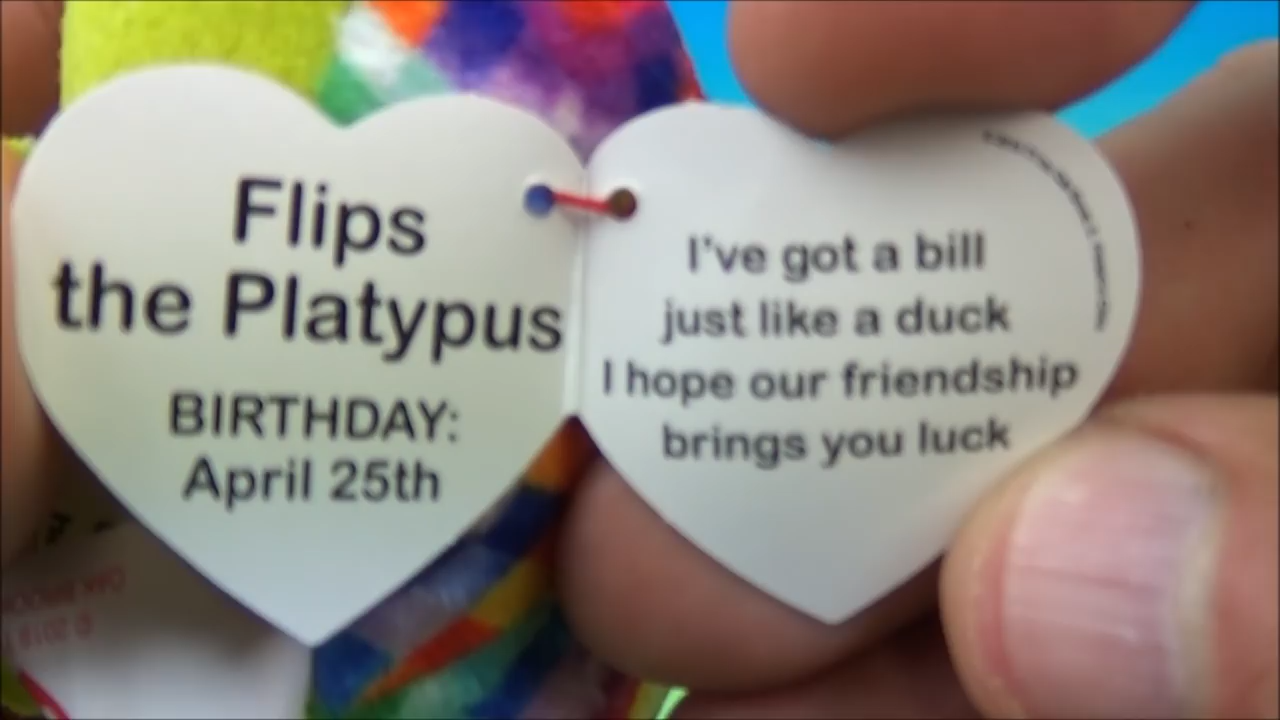 Flips
the Platypus
BIRTHDAY:
April 25th
I've got a bill
just like a duck
I hope our friendship
brings you luck